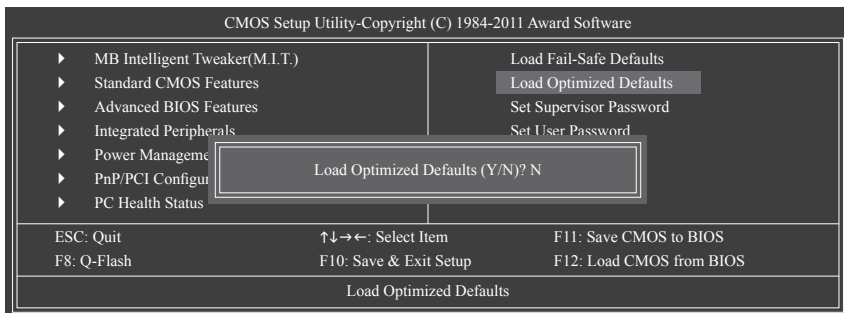 CMOS Setup Utility-Copyright (C) 1984-2011 Award Software
MB Intelligent Tweaker(M.I.T.)
Standard CMOS Features
Advanced BIOS Features
Integrated Peripherals
Power Manageme
PnP/PCI Configur
PC Health Status
Load Fail-Safe Defaults
Load Optimized Defaults
Set Supervisor Password
Set User Password
Load Optimized Defaults (Y/N)? N
ESC: Quit ↑↓→←: Select Item F11: Save CMOS to BIOS
F8: Q-Flash F10: Save & Exit Setup F12: Load CMOS from BIOS
Load Optimized Defaults